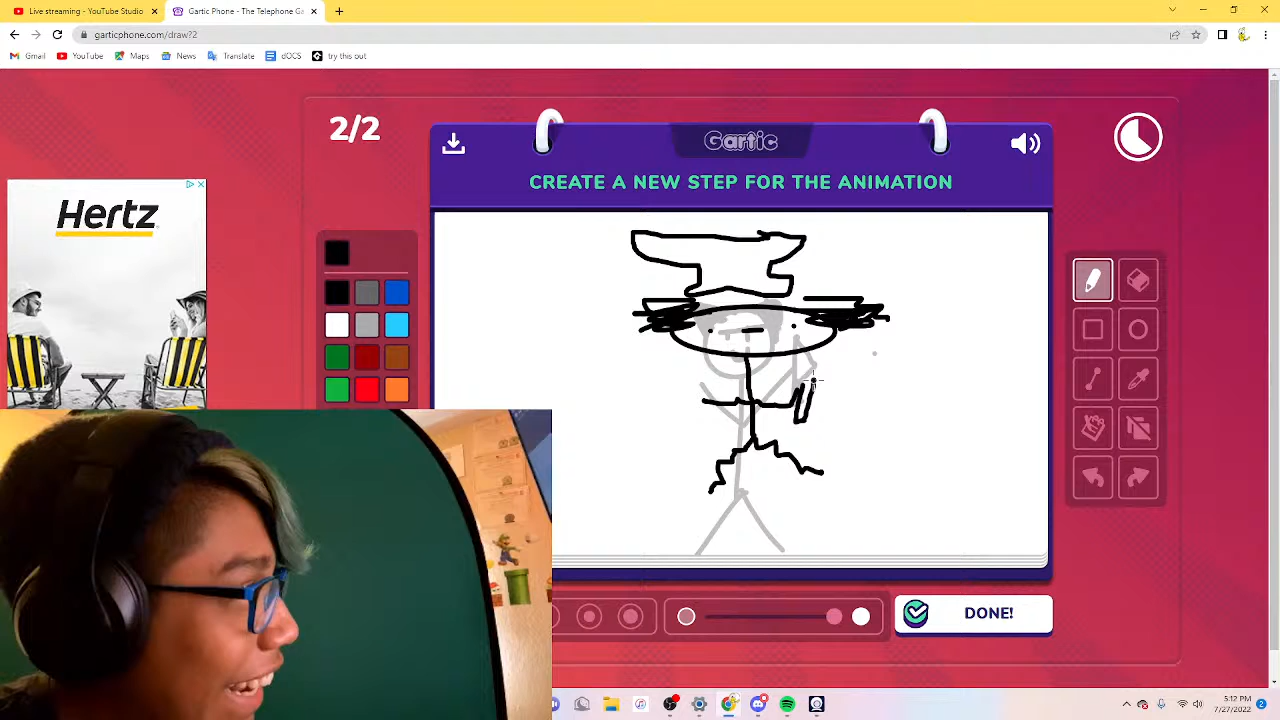 Live streaming - YouTube Studio
Gartic Phone - The Telephone Ga
garticphone.com/draw?2
Gmail
YouTube
Maps
News
Translate
dOCS
try this out
2/2
Gartic
CREATE A NEW STEP FOR THE ANIMATION
Hertz
DONE!
5:12 PM
7/27/2022
2